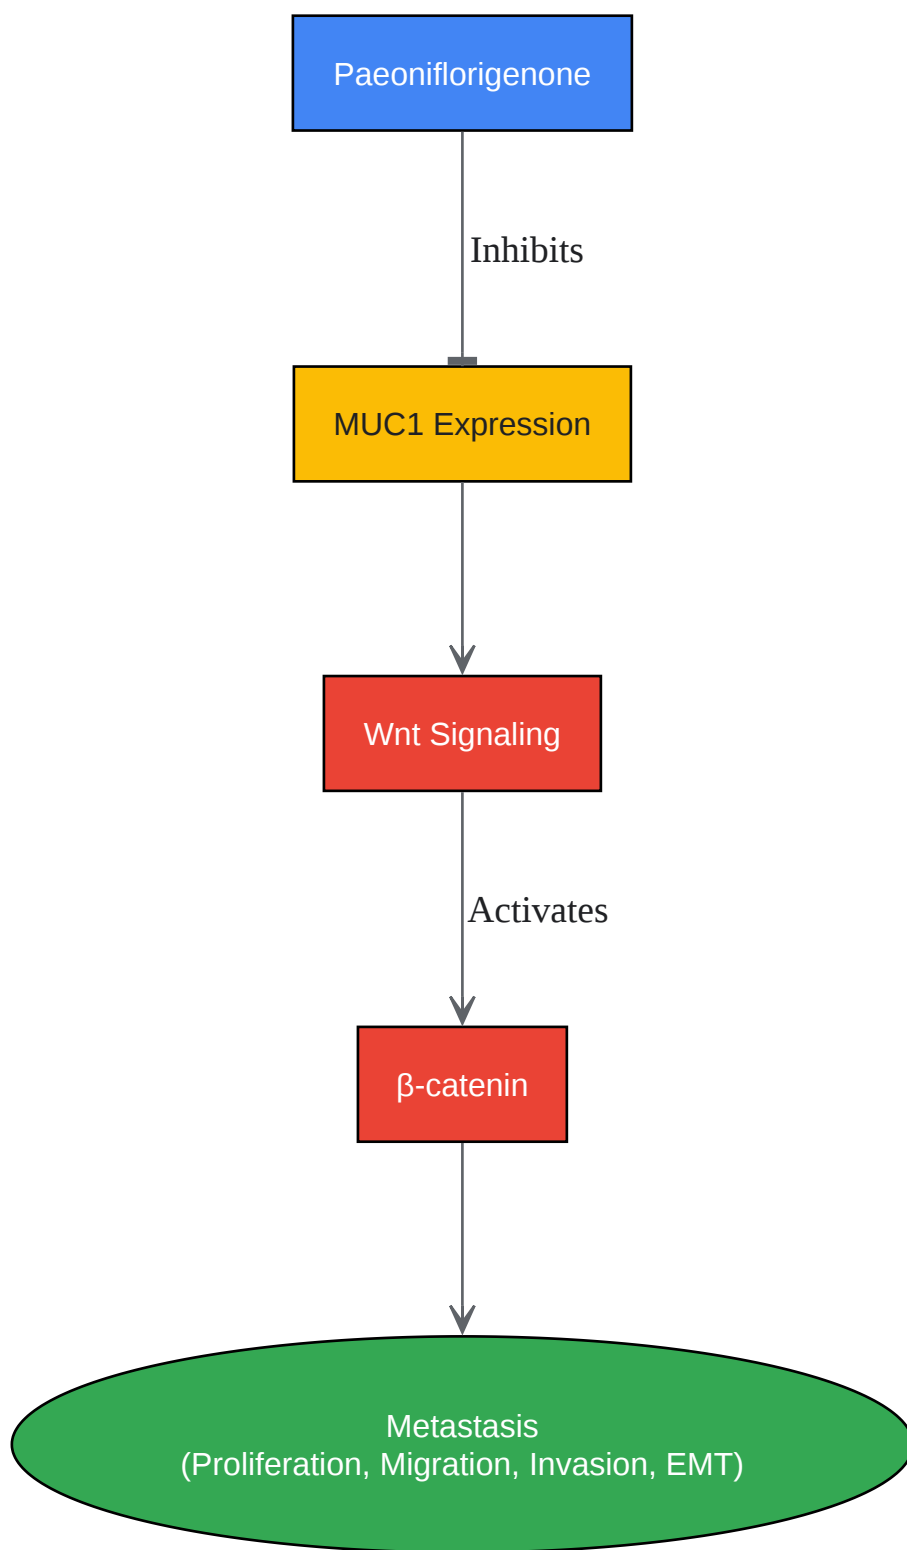 Paeoniflorigenone
Inhibits
MUC1 Expression
Wnt Signaling
Activates
β-catenin
Metastasis
(Proliferation, Migration, Invasion, EMT)